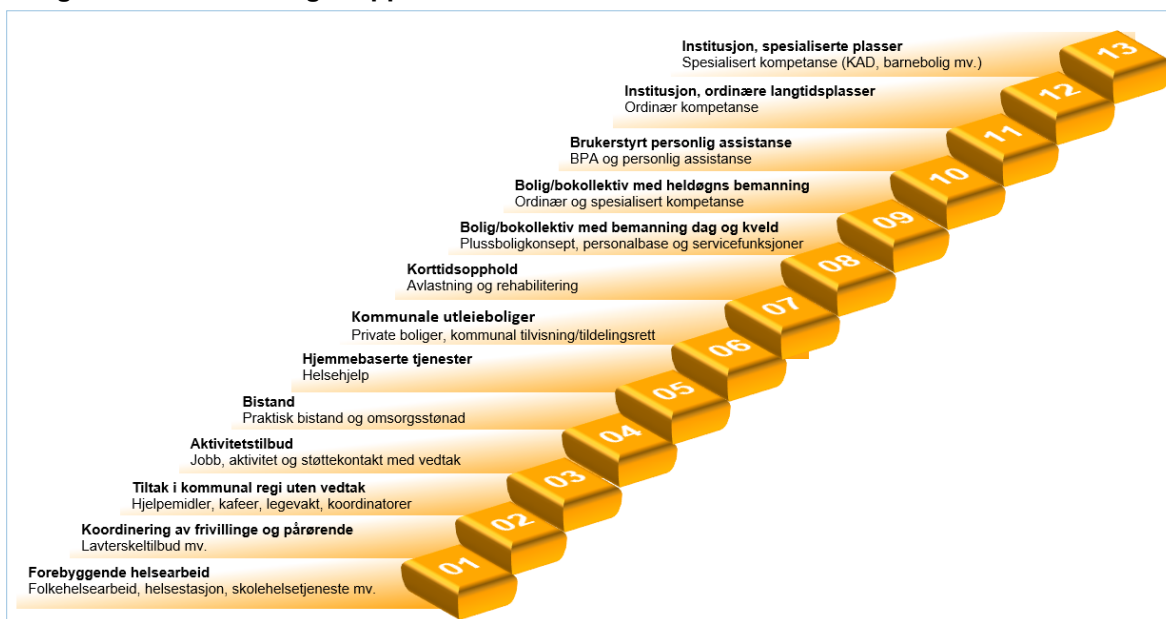 13
Institusjon, spesialiserte plasser
Spesialisert kompetanse (KAD, barnebolig mv.)
12
Institusjon, ordinære langtidsplasser
Ordinær kompetanse
11
Brukerstyrt personlig assistanse
BPA og personlig assistanse
10
Bolig/bokollektiv med heldøgns bemanning
Ordinær og spesialisert kompetanse
09
Bolig/bokollektiv med bemanning dag og kveld
Plussboligkonsept, personalbase og servicefunksjoner
08
Korttidsopphold
Avlastning og rehabilitering
07
Kommunale utleieboliger
Private boliger, kommunal tilvisning/tildelingsrett
06
Hjemmebaserte tjenester
Helsehjelp
05
Bistand
Praktisk bistand og omsorgsstønad
04
Aktivitetstilbud
Jobb, aktivitet og støttekontakt med vedtak
03
Tiltak i kommunal regi uten vedtak
Hjelpemidler, kafeer, legevakt, koordinatorer
02
Koordinering av frivillinge og pårørende
Lavterskeltilbud mv.
01
Forebyggende helsearbeid
Folkehelsearbeid, helsestasjon, skolehelsetjeneste mv.